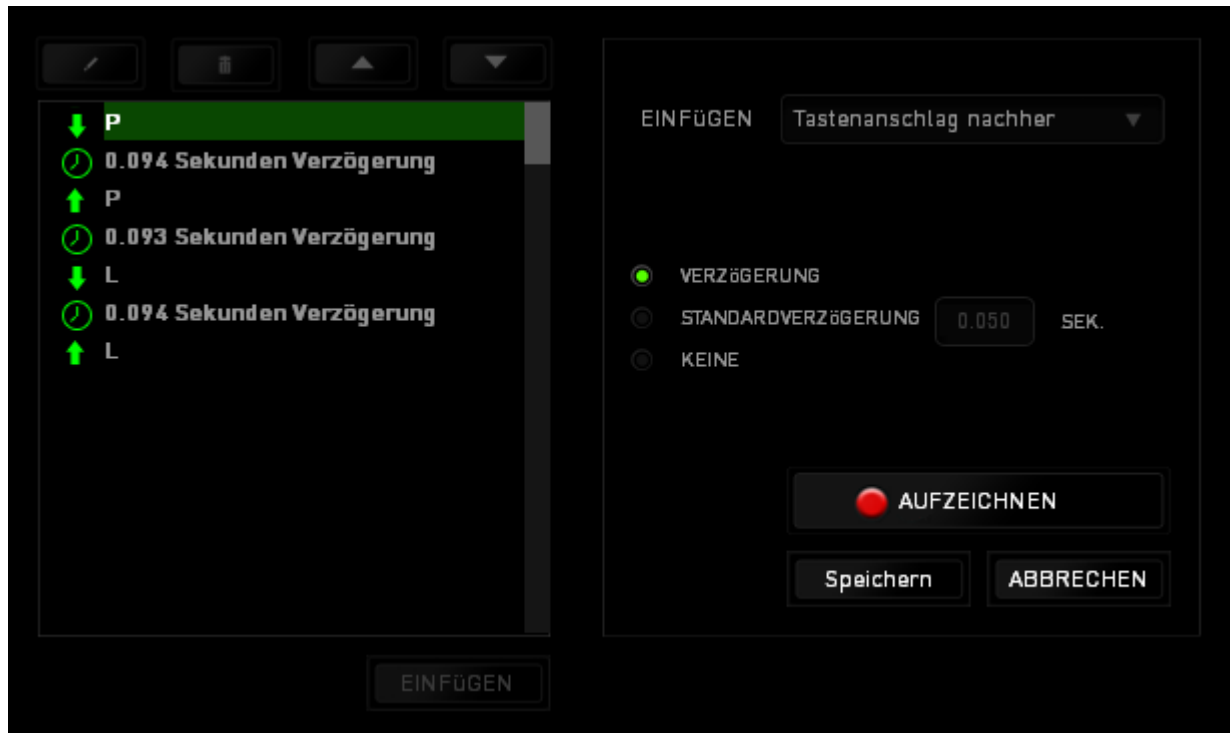 P
0.094 Sekunden Verzögerung
P
0.093 Sekunden Verzögerung
L
0.094 Sekunden Verzögerung
L
EINFÜGEN
EINFÜGEN Tastenanschlag nachher
VERZÖGERUNG
STANDARDVERZÖGERUNG 0.050 SEK.
KEINE
AUFZEICHNEN
Speichern ABBRECHEN